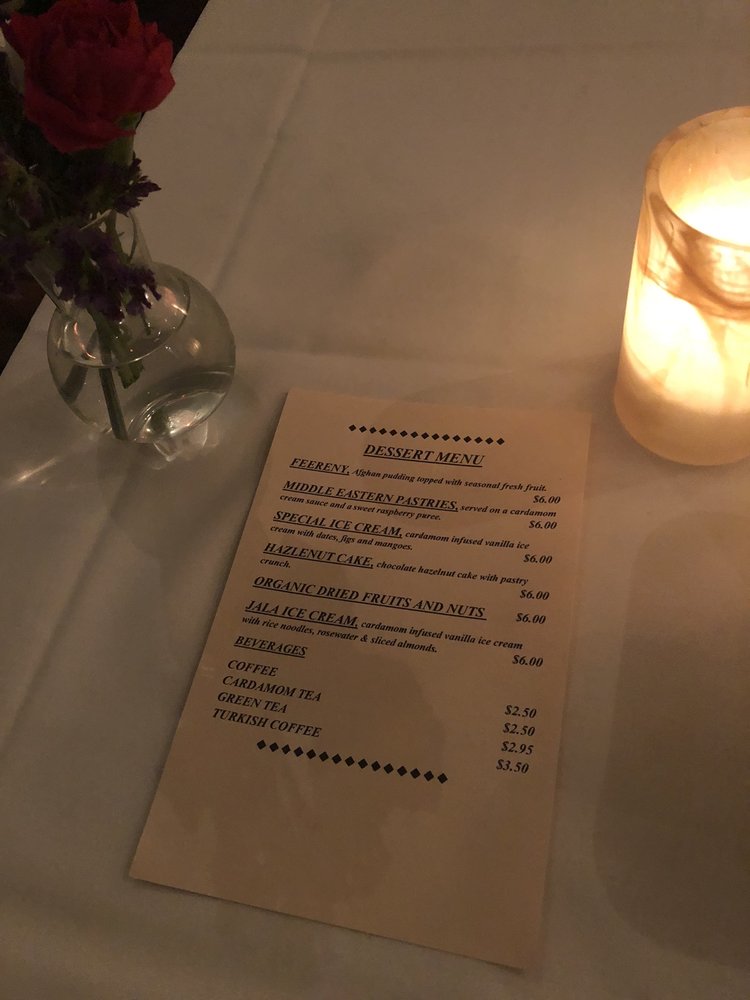 DESSERT MENU
FEERENY, Afghan pudding topped with seasonal fresh fruit.
$6.00
MIDDLE EASTERN PASTRIES, served on a cardamom
cream sauce and a sweet raspberry puree.
$6.00
SPECIAL ICE CREAM, cardamom infused vanilla ice
cream with dates, figs and mangoes.
$6.00
HAZLENUT CAKE, chocolate hazelnut cake with pastry
crunch.
$6.00
ORGANIC DRIED FRUITS AND NUTS $6.00
JALA ICE CREAM, cardamom infused vanilla ice cream
with rice noodles, rosewater & sliced almonds.
$6.00
BEVERAGES
COFFEE $2.50
CARDAMOM TEA $2.50
GREEN TEA $2.95
TURKISH COFFEE $3.50